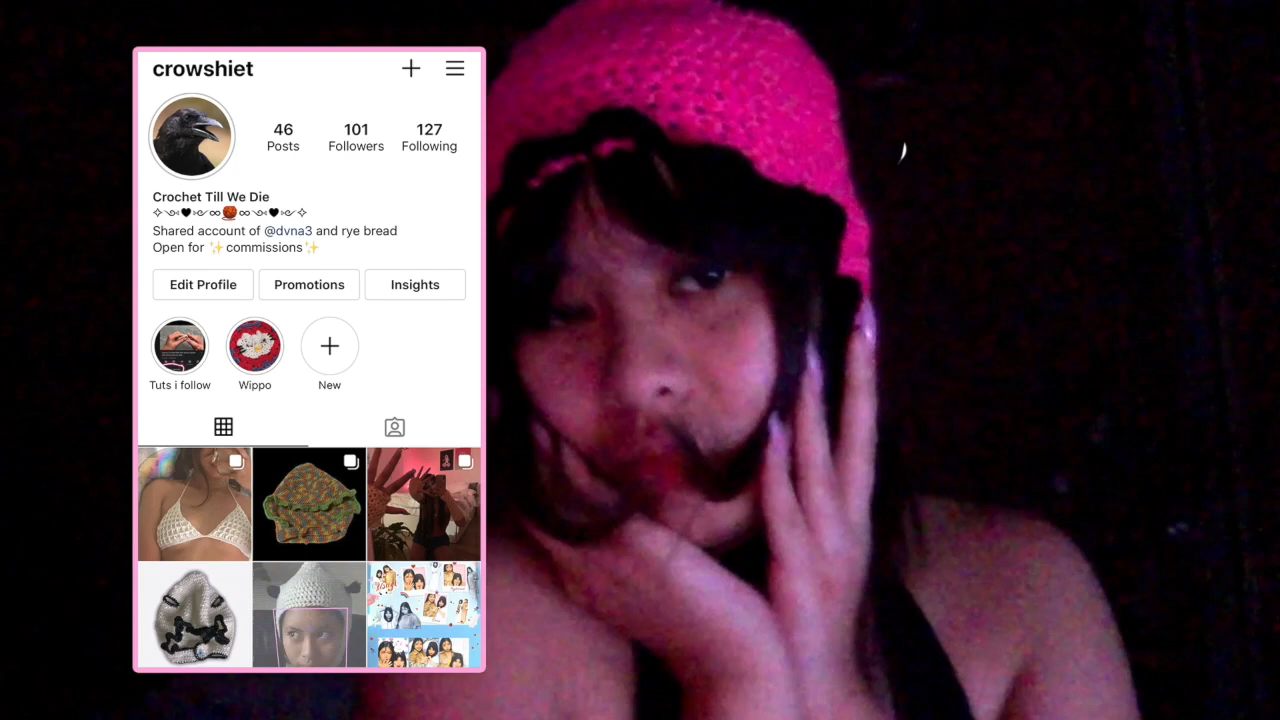 crowshiet
46 101 127
Posts Followers Following
Crochet Till We Die
Shared account of @dvna3 and rye bread
Open for ✨ commissions✨
Edit Profile Promotions Insights
Tuts i follow Wippo New